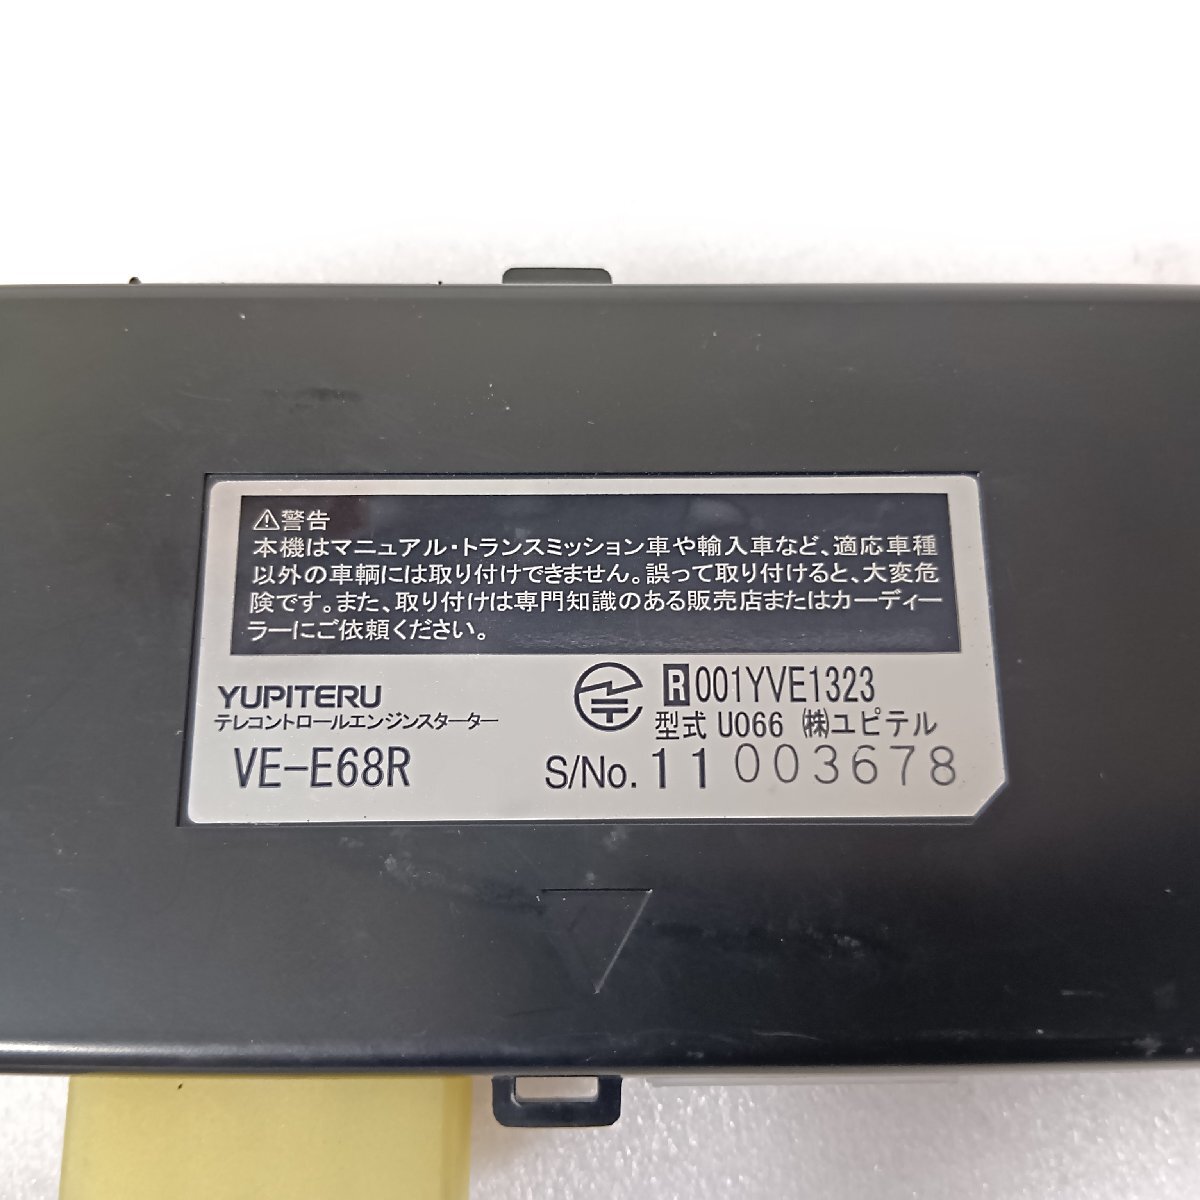 ⚠警告
本機はマニュアル・トランスミッション車や輸入車など、適応車種
以外の車輌には取り付けできません。誤って取り付けると、大変危
険です。また、取り付けは専門知識のある販売店またはカーディー
ラーにご依頼ください。
YUPITERU
テレコントロールエンジンスターター
VE-E68R
R 001YVE1323
型式 U066 ㈱ユピテル
S/No. 11 003678